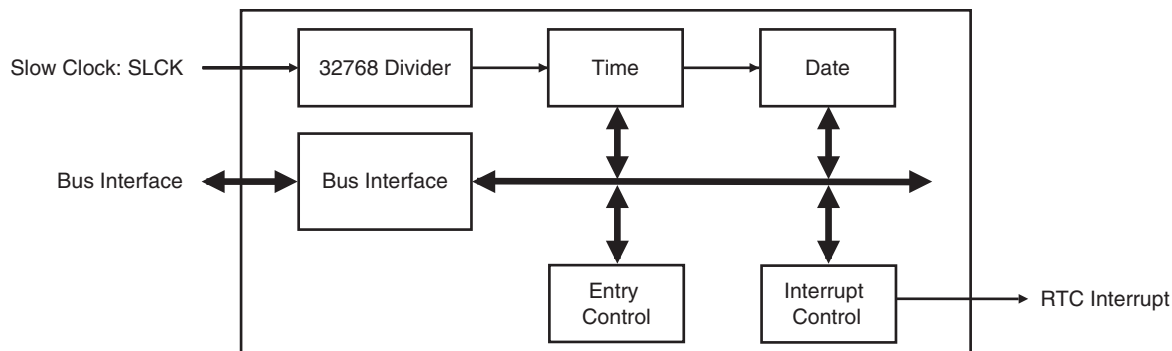 Slow Clock: SLCK
32768 Divider
Time
Date
Bus Interface
Bus Interface
Entry
Control
Interrupt
Control
RTC Interrupt